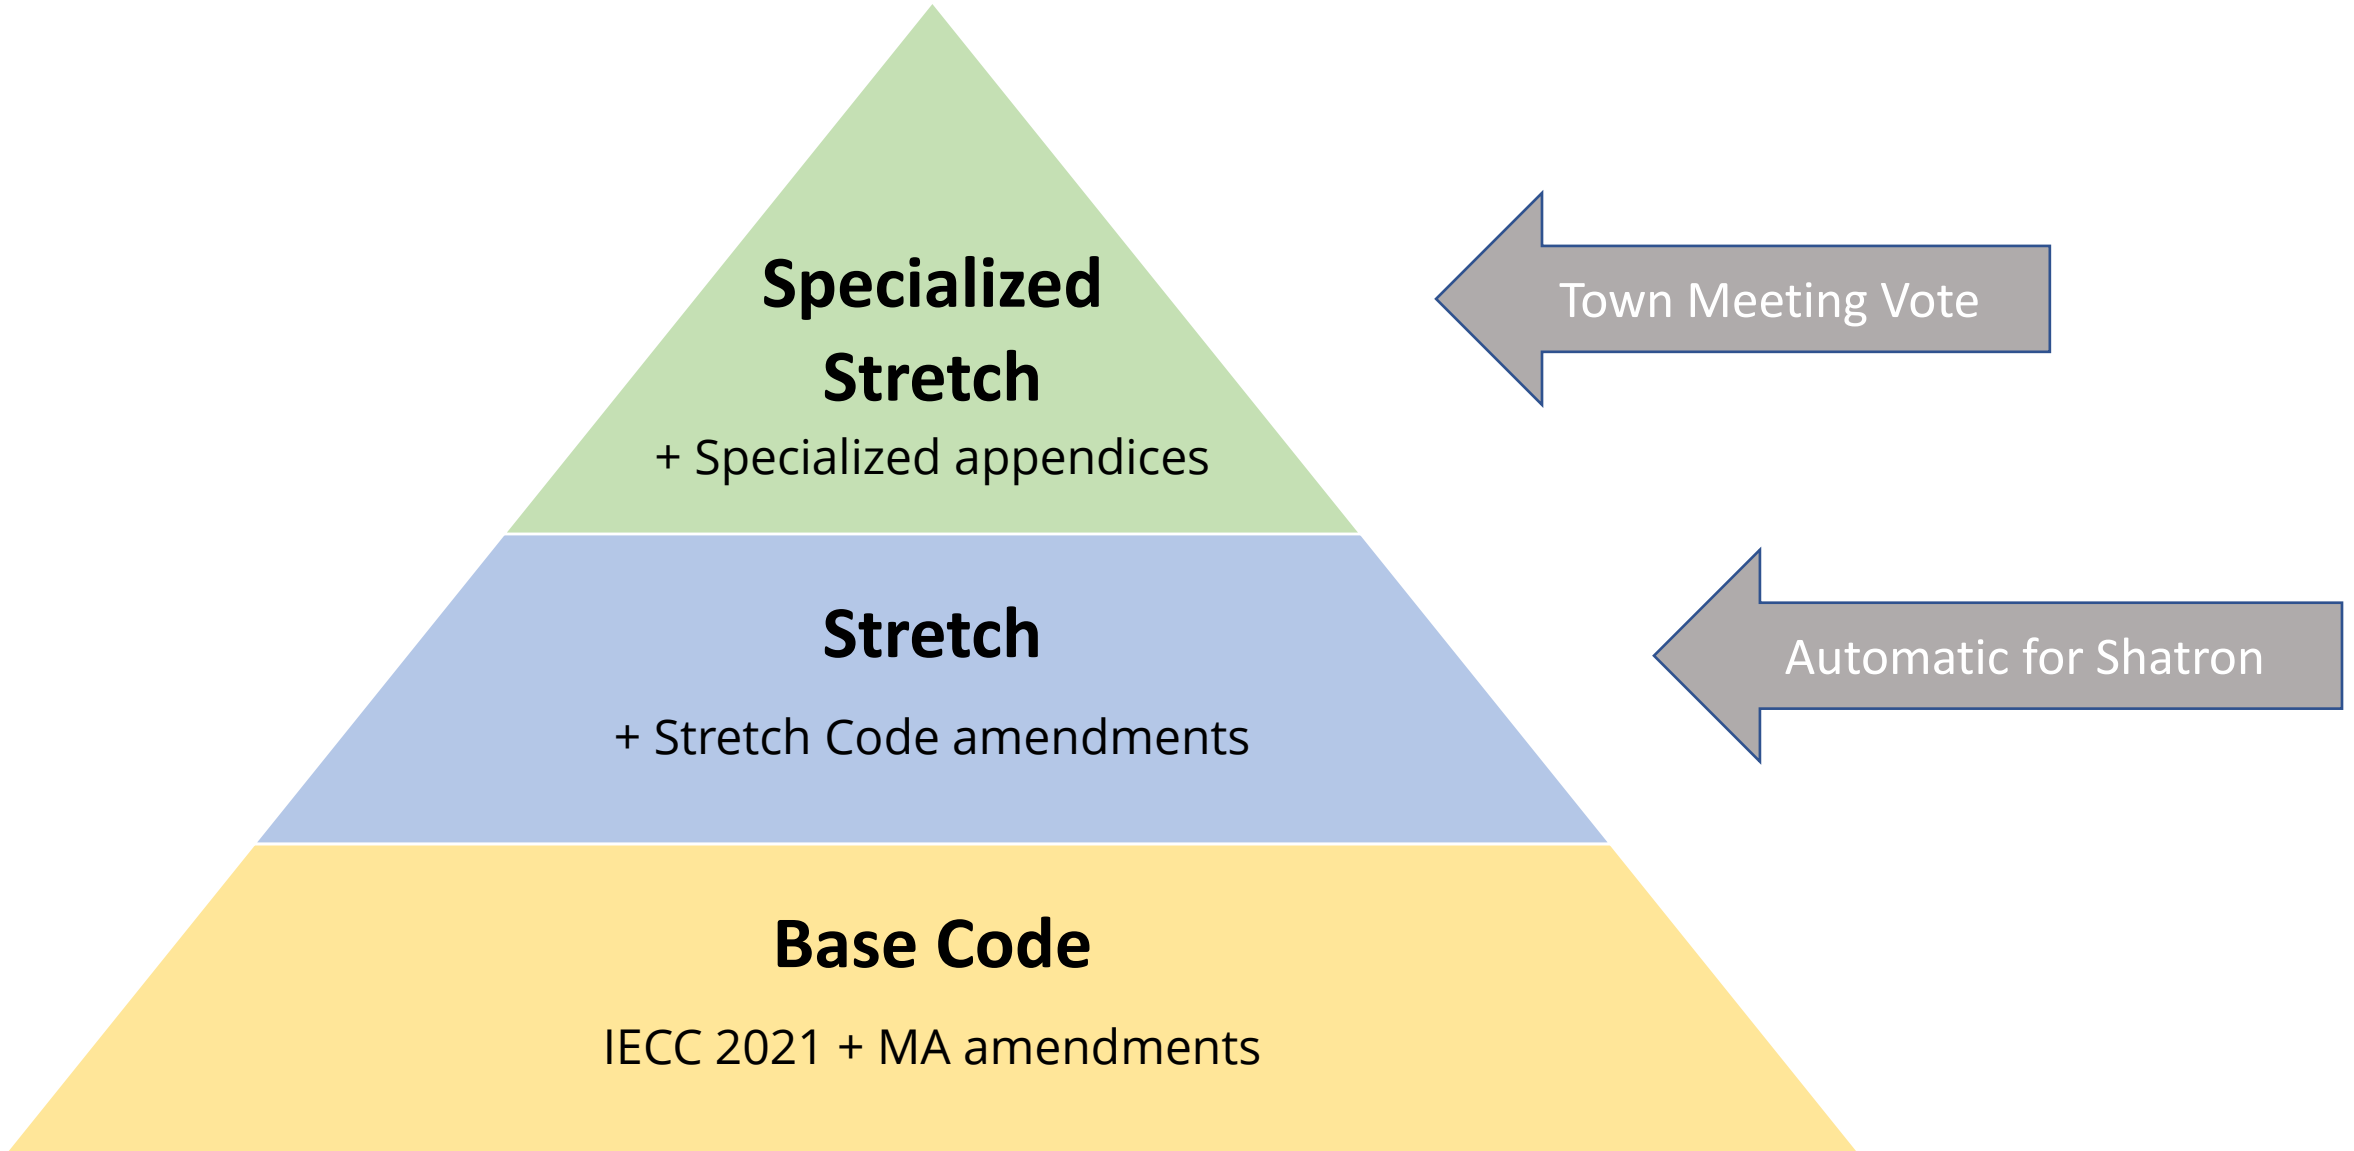 Specialized
Stretch
+ Specialized appendices
Town Meeting Vote
Stretch
+ Stretch Code amendments
Automatic for Shatron
Base Code
IECC 2021 + MA amendments